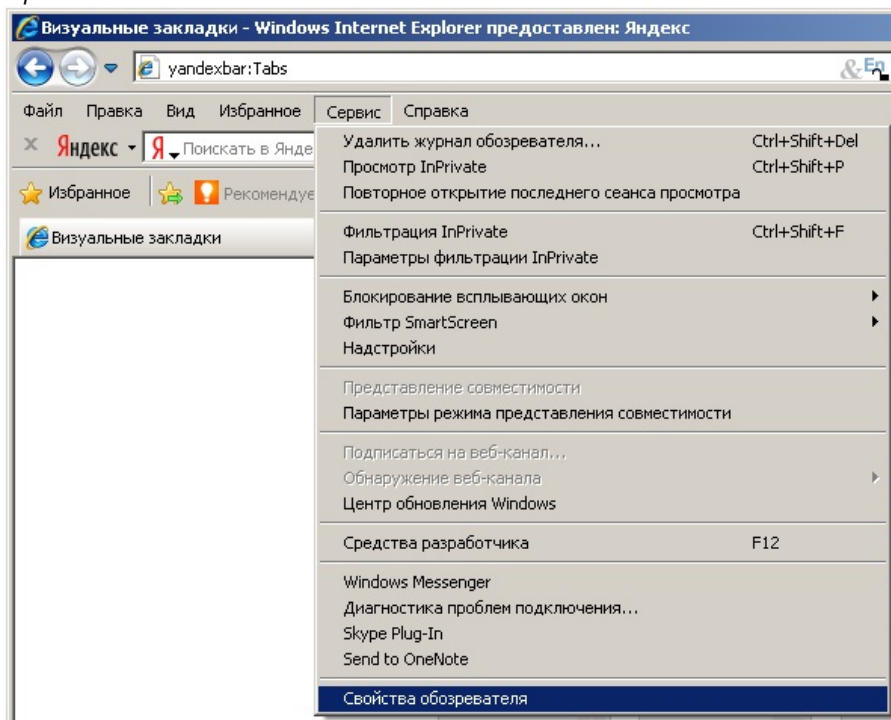 Визуальные закладки - Windows Internet Explorer предоставлен: Яндекс
yandexbar:Tabs
Файл Правка Вид Избранное Сервис Справка
Яндекс Я Поискать в Янде
Избранное Рекомендуе
Визуальные закладки
Удалить журнал обозревателя... Ctrl+Shift+Del
Просмотр InPrivate Ctrl+Shift+P
Повторное открытие последнего сеанса просмотра
Фильтрация InPrivate Ctrl+Shift+F
Параметры фильтрации InPrivate
Блокирование всплывающих окон
Фильтр SmartScreen
Надстройки
Представление совместимости
Параметры режима представления совместимости
Подписаться на веб-канал...
Обнаружение веб-канала
Центр обновления Windows
Средства разработчика F12
Windows Messenger
Диагностика проблем подключения...
Skype Plug-In
Send to OneNote
Свойства обозревателя